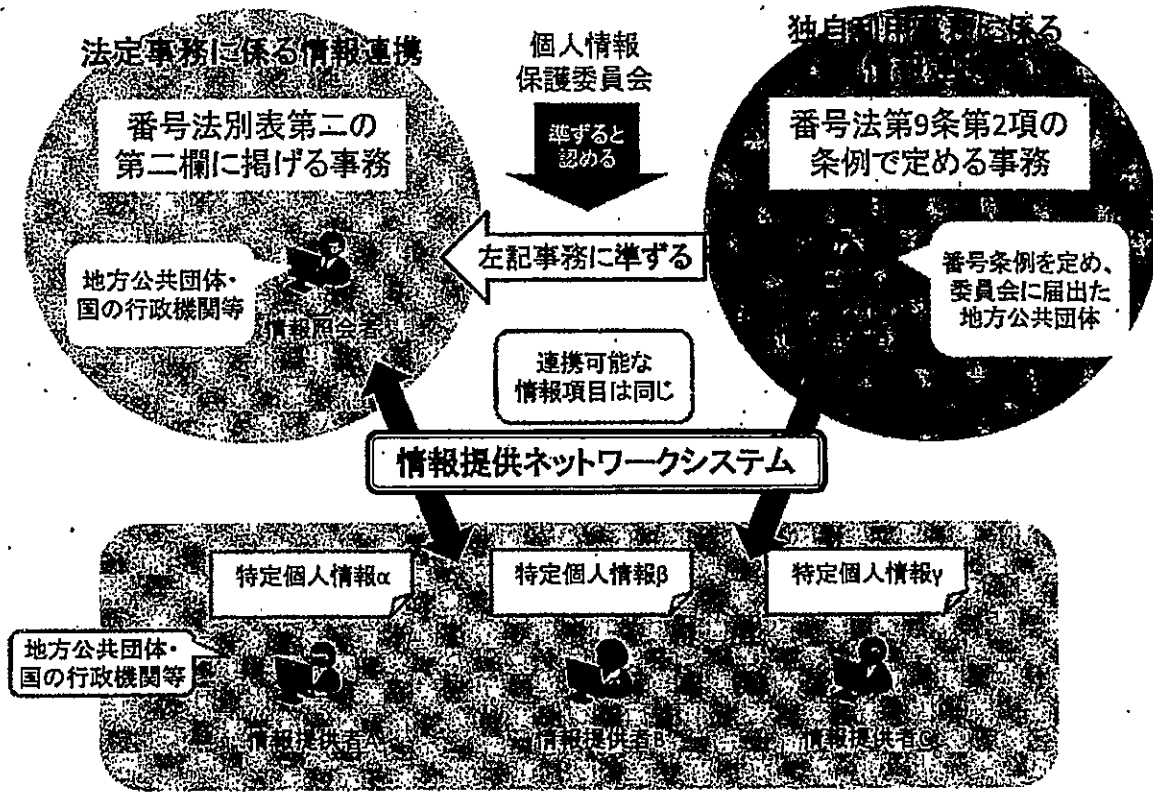 法定事務に係る情報連携
番号法別表第二の
第二欄に掲げる事務
地方公共団体・
国の行政機関等
情報照会者
個人情報
保護委員会
準ずると
認める
左記事務に準ずる
独自利用事務に係る
番号法第9条第2項の
条例で定める事務
番号条例を定め、
委員会に届出た
地方公共団体
連携可能な
情報項目は同じ
情報提供ネットワークシステム
特定個人情報α
特定個人情報β
特定個人情報γ
地方公共団体・
国の行政機関等
情報提供者A
情報提供者B
情報提供者C